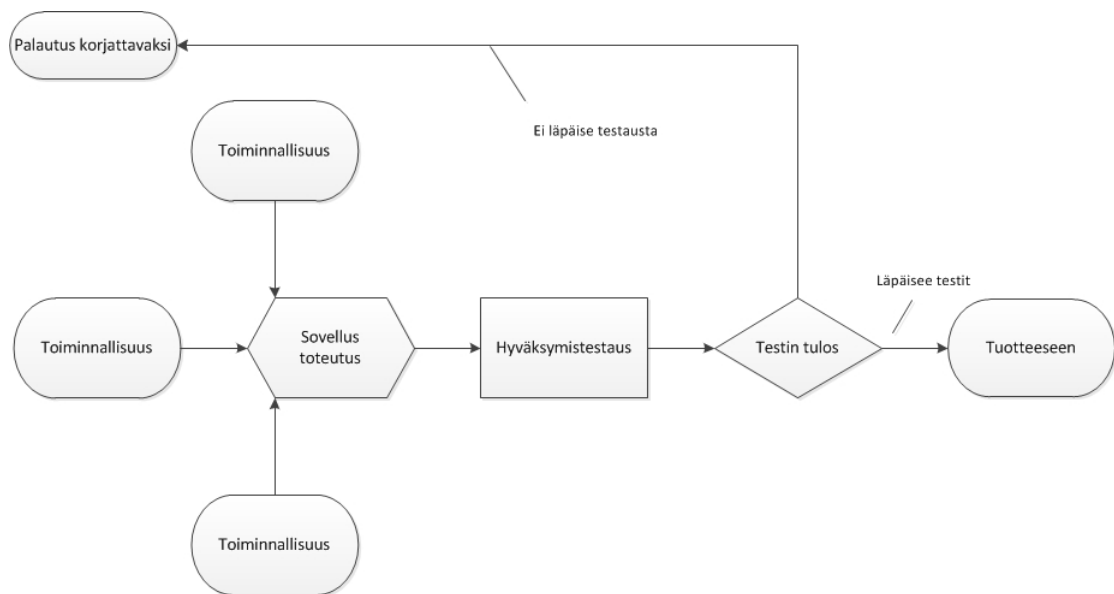 Palautus korjattavaksi
Ei läpäise testausta
Toiminnallisuus
Läpäisee testit
Toiminnallisuus
Sovellus
toteutus
Hyväksymistestaus
Testin tulos
Tuotteeseen
Toiminnallisuus